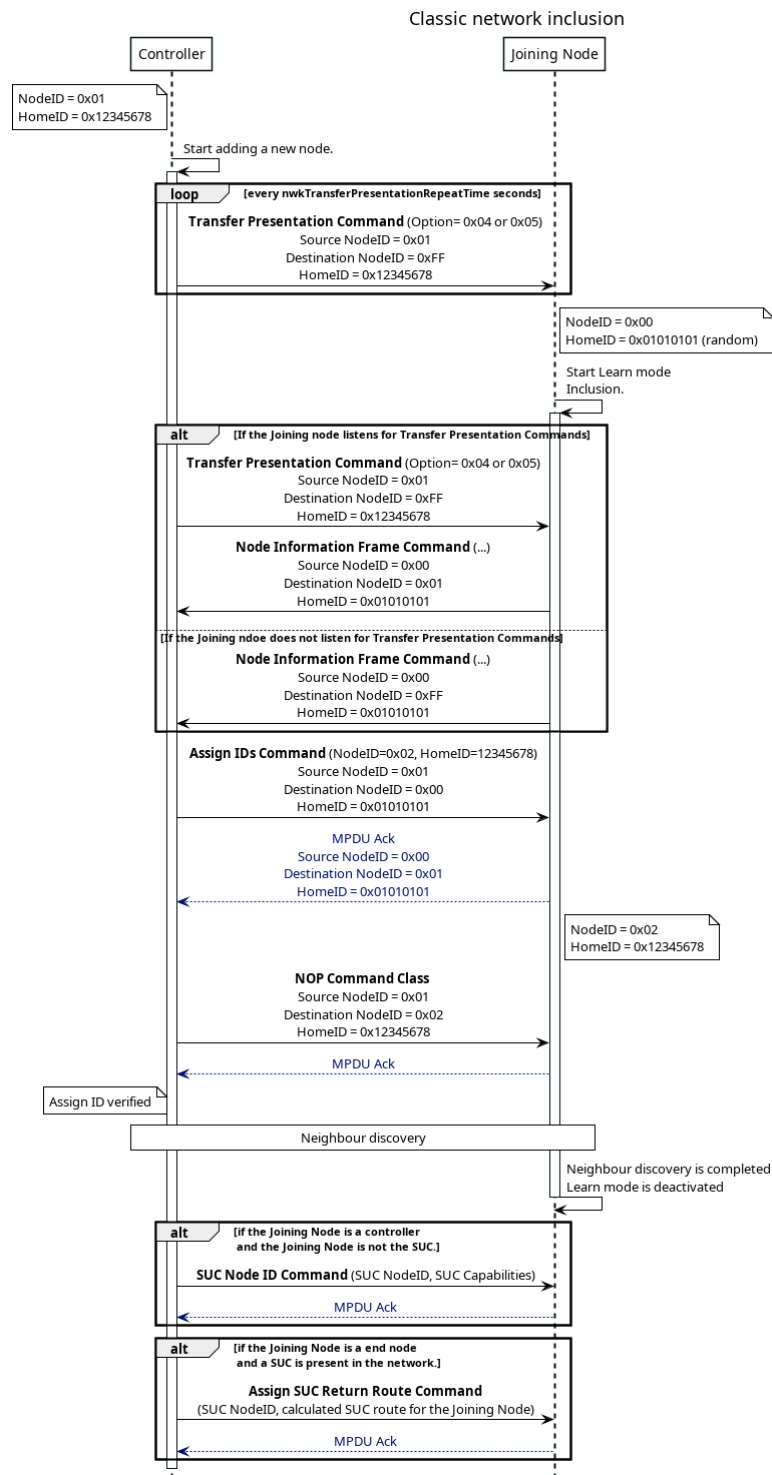 Classic network inclusion
Controller
Joining Node
NodeID = 0x01
HomeID = 0x12345678
Start adding a new node.
loop [every nwkTransferPresentationRepeatTime seconds]
Transfer Presentation Command (Option= 0x04 or 0x05)
Source NodeID = 0x01
Destination NodeID = 0xFF
HomeID = 0x12345678
NodeID = 0x00
HomeID = 0x01010101 (random)
Start Learn mode
Inclusion.
alt [If the Joining node listens for Transfer Presentation Commands]
Transfer Presentation Command (Option= 0x04 or 0x05)
Source NodeID = 0x01
Destination NodeID = 0xFF
HomeID = 0x12345678
Node Information Frame Command (...)
Source NodeID = 0x00
Destination NodeID = 0x01
HomeID = 0x01010101
[If the Joining ndoe does not listen for Transfer Presentation Commands]
Node Information Frame Command (...)
Source NodeID = 0x00
Destination NodeID = 0xFF
HomeID = 0x01010101
Assign IDs Command (NodeID=0x02, HomeID=12345678)
Source NodeID = 0x01
Destination NodeID = 0x00
HomeID = 0x01010101
MPDU Ack
Source NodeID = 0x00
Destination NodeID = 0x01
HomeID = 0x01010101
NodeID = 0x02
HomeID = 0x12345678
NOP Command Class
Source NodeID = 0x01
Destination NodeID = 0x02
HomeID = 0x12345678
MPDU Ack
Assign ID verified
Neighbour discovery
Neighbour discovery is completed
Learn mode is deactivated
alt [if the Joining Node is a controller
and the Joining Node is not the SUC.]
SUC Node ID Command (SUC NodeID, SUC Capabilities)
MPDU Ack
alt [if the Joining Node is a end node
and a SUC is present in the network.]
Assign SUC Return Route Command
(SUC NodeID, calculated SUC route for the Joining Node)
MPDU Ack